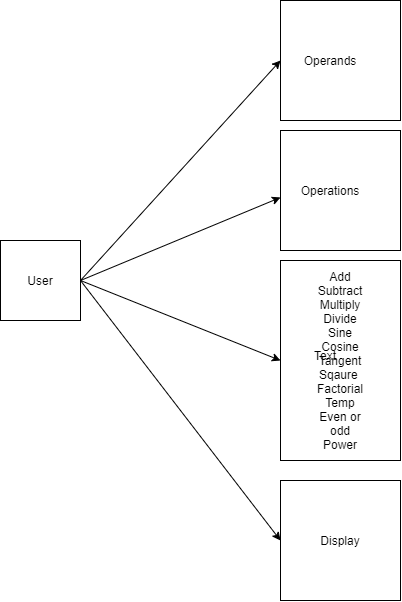 Operands
Operations
User
Add
Subtract
Multiply
Divide
Sine
Cosine
Text
Tangent
Sqaure
Factorial
Temp
Even or
odd
Power
Display